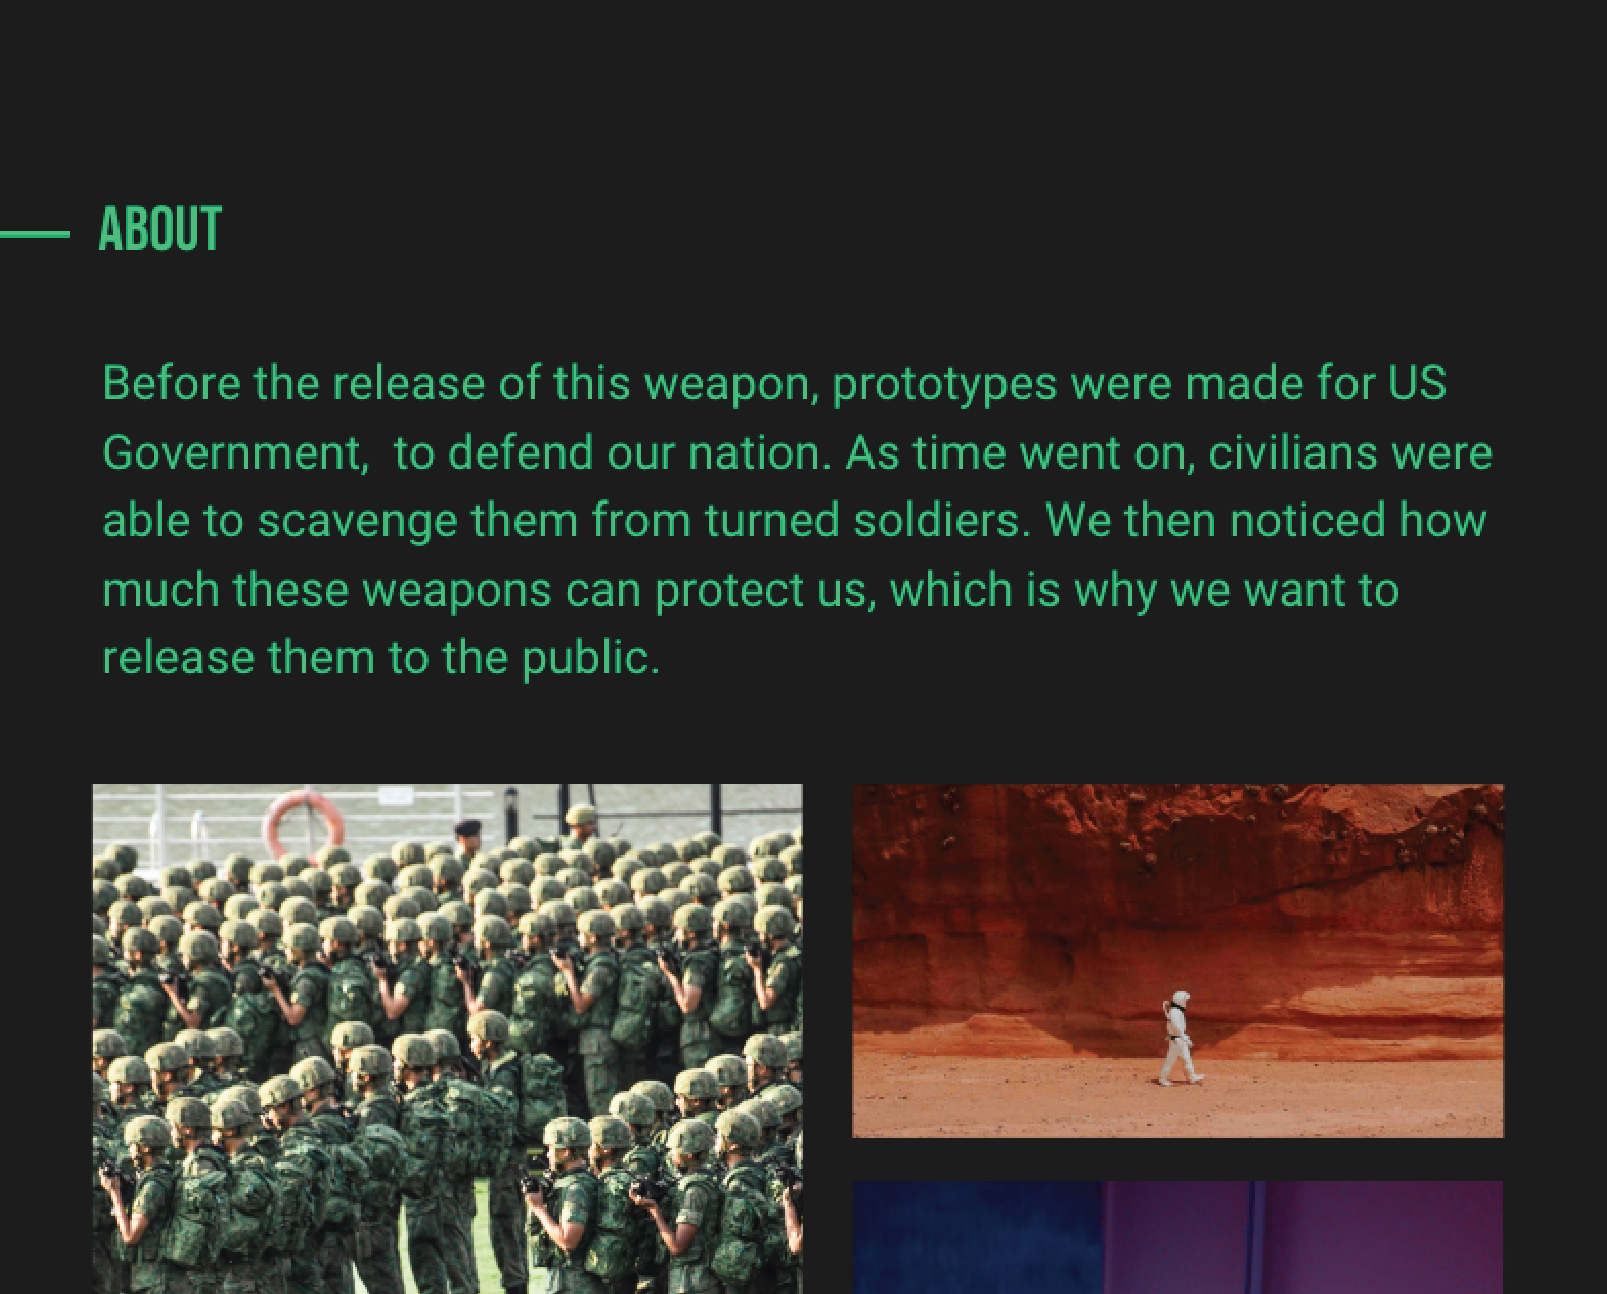 ABOUT
Before the release of this weapon, prototypes were made for US
Government,  to defend our nation. As time went on, civilians were
able to scavenge them from turned soldiers. We then noticed how
much these weapons can protect us, which is why we want to
release them to the public.